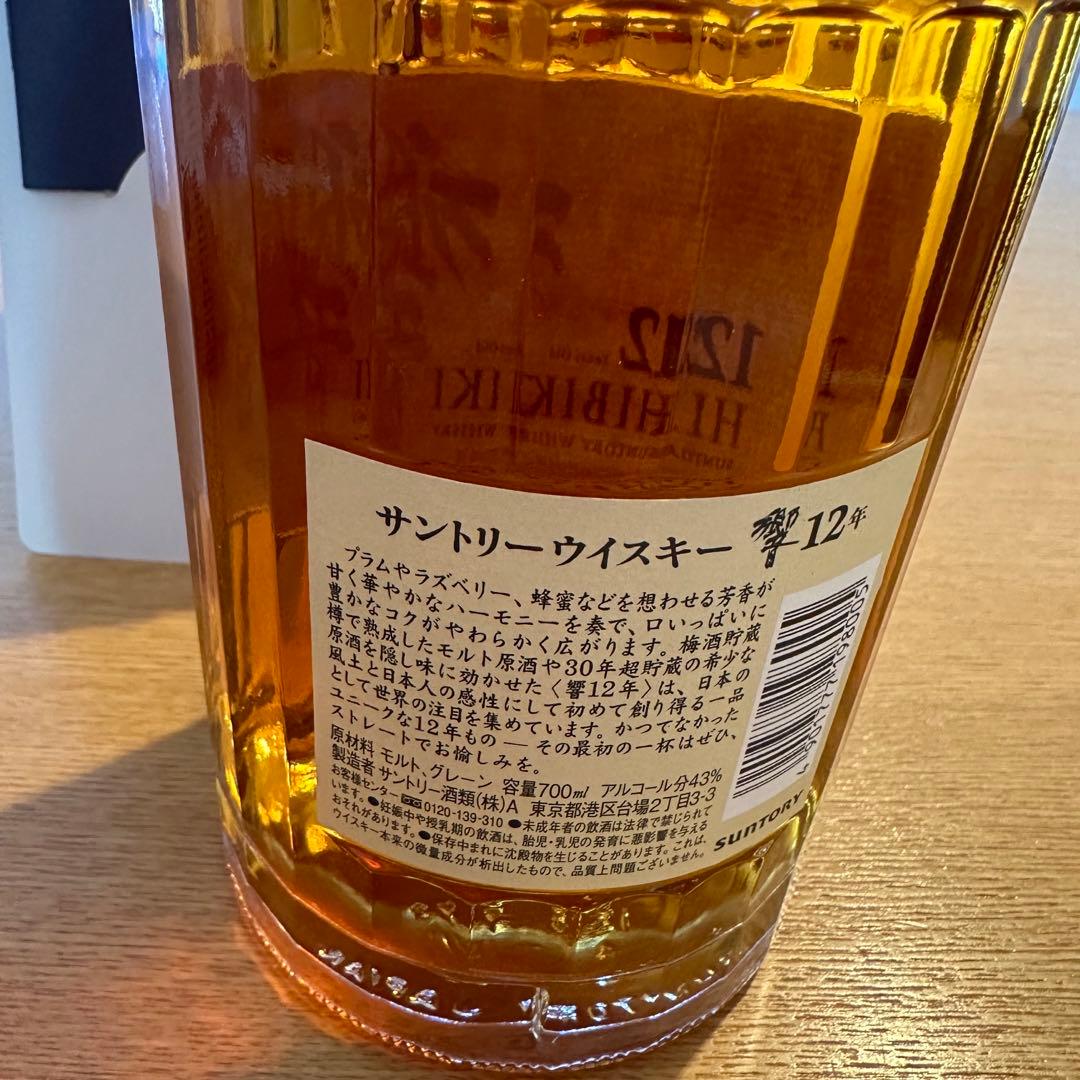 12
HIBIKI
SUNTORY WHISKY
サントリーウイスキー 響12年
プラムやラズベリー、蜂蜜などを想わせる芳香が
甘く華やかなハーモニーを奏で、口いっぱいに
豊かなコクがやわらかく広がります。梅酒貯蔵
樽で熟成したモルト原酒や30年超貯蔵の希少な
原酒を隠し味に効かせた〈響12年〉は、日本の
風土と日本人の感性にして初めて創り得る一品
として世界の注目を集めています。かつてなかった
ユニークな12年もの ― その最初の一杯はぜひ、
ストレートでお愉しみを。
原材料 モルト、グレーン 容量700ml アルコール分43%
製造者 サントリー酒類(株)A 東京都港区台場2丁目3-3
お客様センター 0120-139-310 ●未成年者の飲酒は法律で禁じられて
います。●妊娠中や授乳期の飲酒は、胎児・乳児の発育に悪影響を与える
おそれがあります。●保存中まれに沈殿物を生じることがあります。これは、
ウイスキー本来の微量成分が析出したもので、品質上問題ございません。
SUNTORY